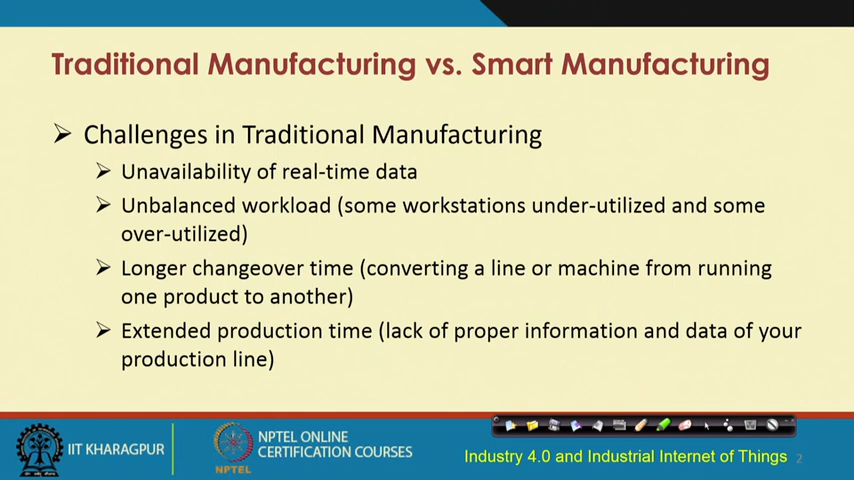 Traditional Manufacturing vs. Smart Manufacturing
➢ Challenges in Traditional Manufacturing
➢ Unavailability of real-time data
➢ Unbalanced workload (some workstations under-utilized and some
over-utilized)
➢ Longer changeover time (converting a line or machine from running
one product to another)
➢ Extended production time (lack of proper information and data of your
production line)
IIT KHARAGPUR
NPTEL
NPTEL ONLINE
CERTIFICATION COURSES
Industry 4.0 and Industrial Internet of Things 2